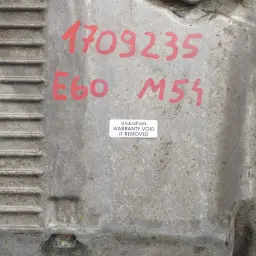 1709235
E60 M54
GlobalParts
WARRANTY VOID
IF REMOVED